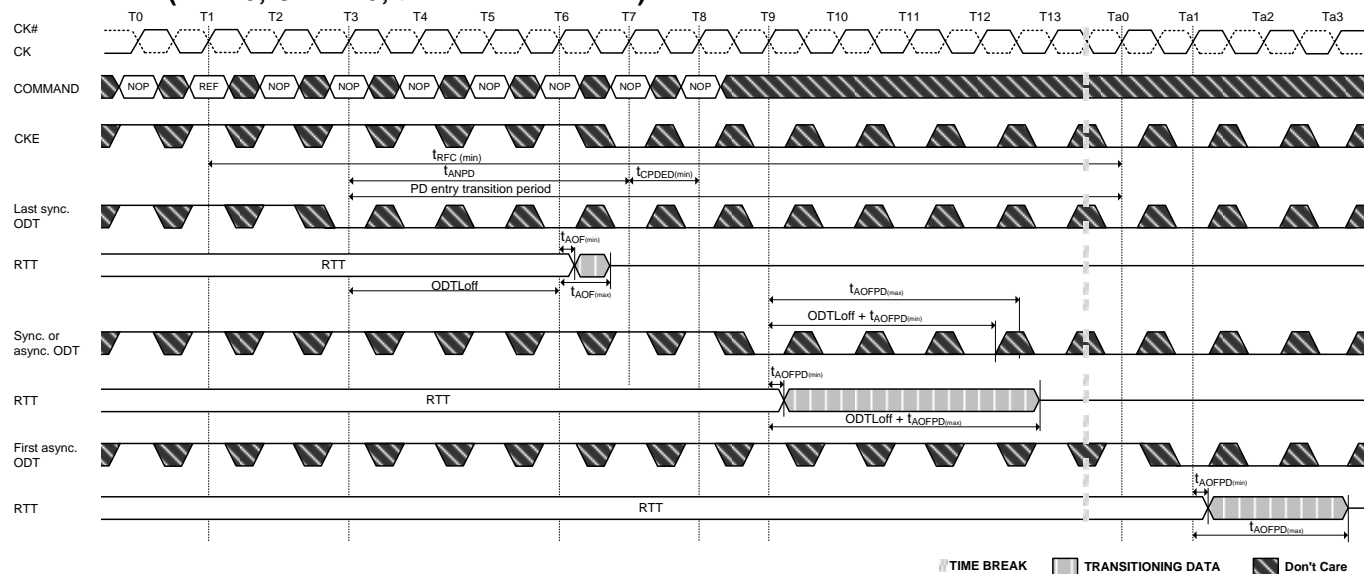 T0 T1 T2 T3 T4 T5 T6 T7 T8 T9 T10 T11 T12 T13 Ta0 Ta1 Ta2 Ta3
CK#
CK
COMMAND NOP REF NOP NOP NOP NOP NOP NOP NOP
CKE
tRFC (min)
tANPD tCPDED(min)
PD entry transition period
Last sync.
ODT
tAOF(min)
RTT RTT
ODTLoff tAOF(max)
tAOFPD(max)
ODTLoff + tAOFPD(min)
Sync. or
async. ODT
tAOFPD(min)
RTT RTT
ODTLoff + tAOFPD(max)
First async.
ODT
tAOFPD(min)
RTT RTT
tAOFPD(max)
TIME BREAK TRANSITIONING DATA Don't Care